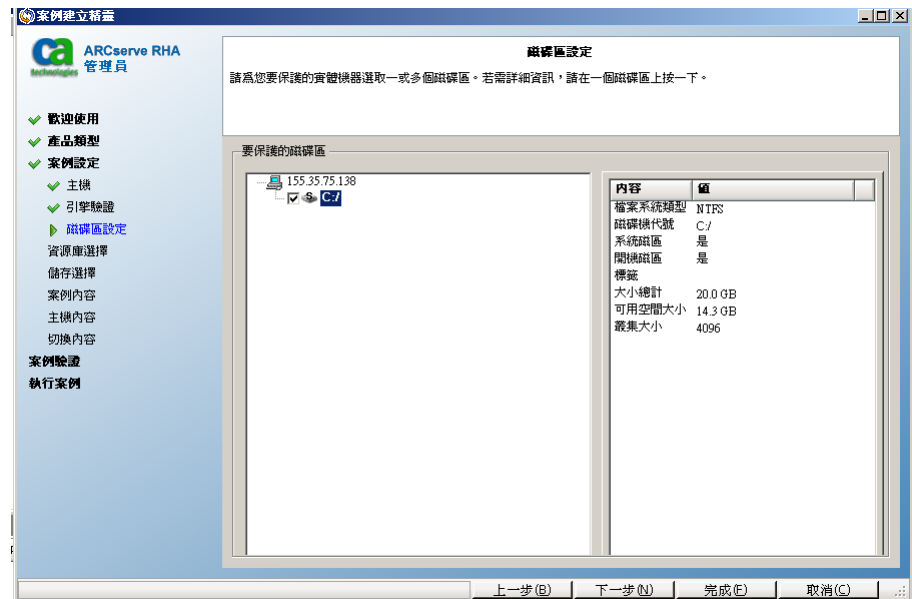 案例建立精靈
ca
technologies
ARCserve RHA
管理員
歡迎使用
產品類型
案例設定
主機
引擎驗證
磁碟區設定
資源庫選擇
儲存選擇
案例內容
主機內容
切換內容
案例驗證
執行案例
磁碟區設定
請為您要保護的實體機器選取一或多個磁碟區。若需詳細資訊，請在一個磁碟區上按一下。
要保護的磁碟區
155.35.75.138
C:/
內容 值
檔案系統類型 NTFS
磁碟機代號 C:/
系統磁區 是
開機磁區 是
標籤
大小總計 20.0 GB
可用空間大小 14.3 GB
叢集大小 4096
上一步(B) 下一步(N) 完成(F) 取消(C)